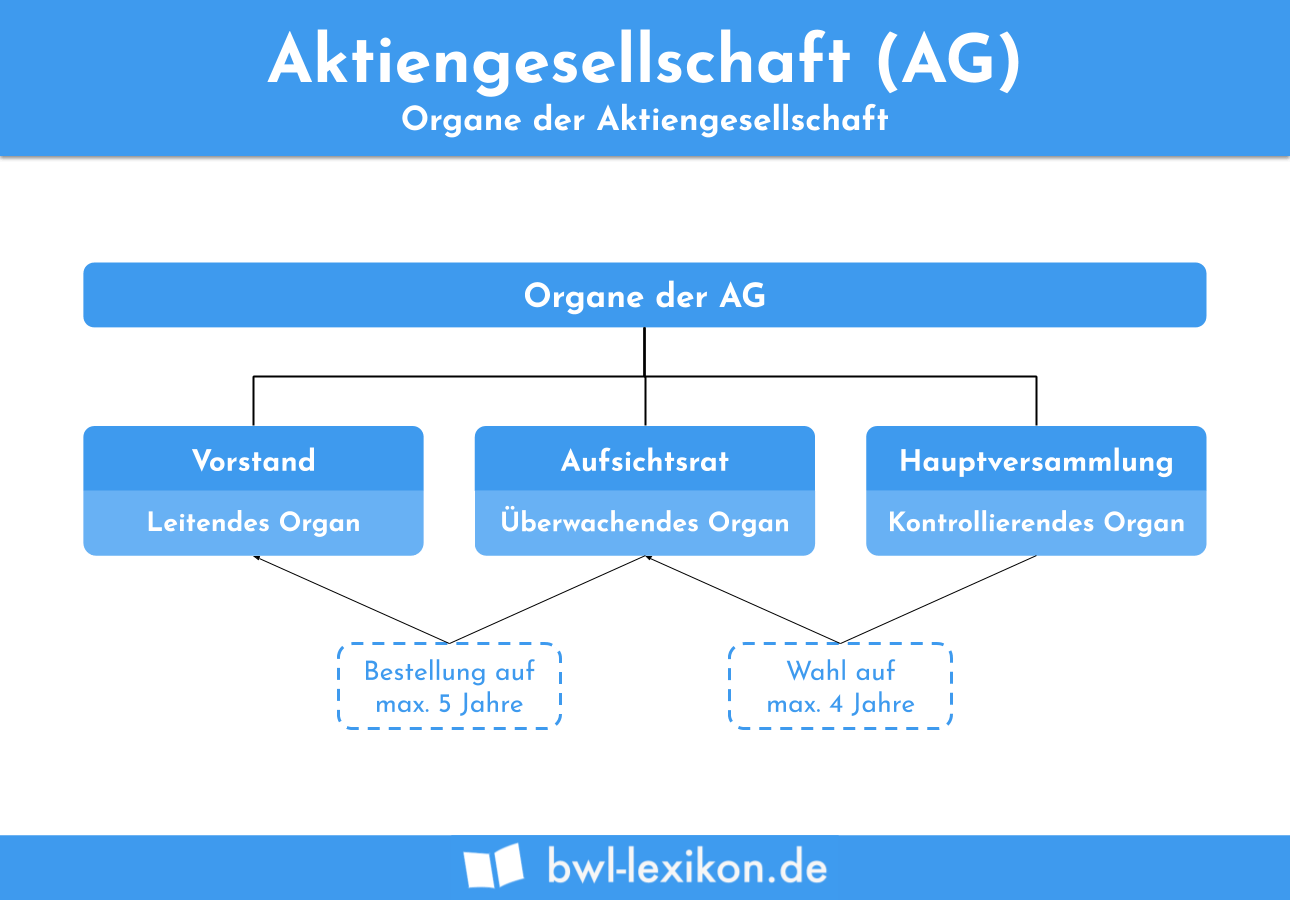 Aktiengesellschaft (AG)
Organe der Aktiengesellschaft
Organe der AG
Vorstand
Leitendes Organ
Aufsichtsrat
Überwachendes Organ
Hauptversammlung
Kontrollierendes Organ
Bestellung auf
max. 5 Jahre
Wahl auf
max. 4 Jahre
bwl-lexikon.de